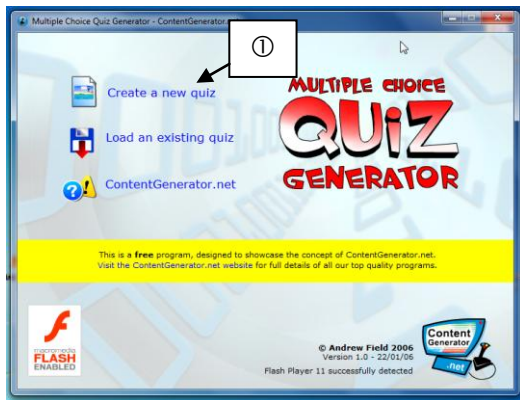 Multiple Choice Quiz Generator - ContentGenerator.n
①
Create a new quiz
Load an existing quiz
ContentGenerator.net
MULTIPLE CHOICE
QUiZ
GENERATOR
This is a free program, designed to showcase the concept of ContentGenerator.net.
Visit the ContentGenerator.net website for full details of all our top quality programs.
macromedia
FLASH
ENABLED
© Andrew Field 2006
Version 1.0 - 22/01/06
Flash Player 11 successfully detected
Content
Generator
.net